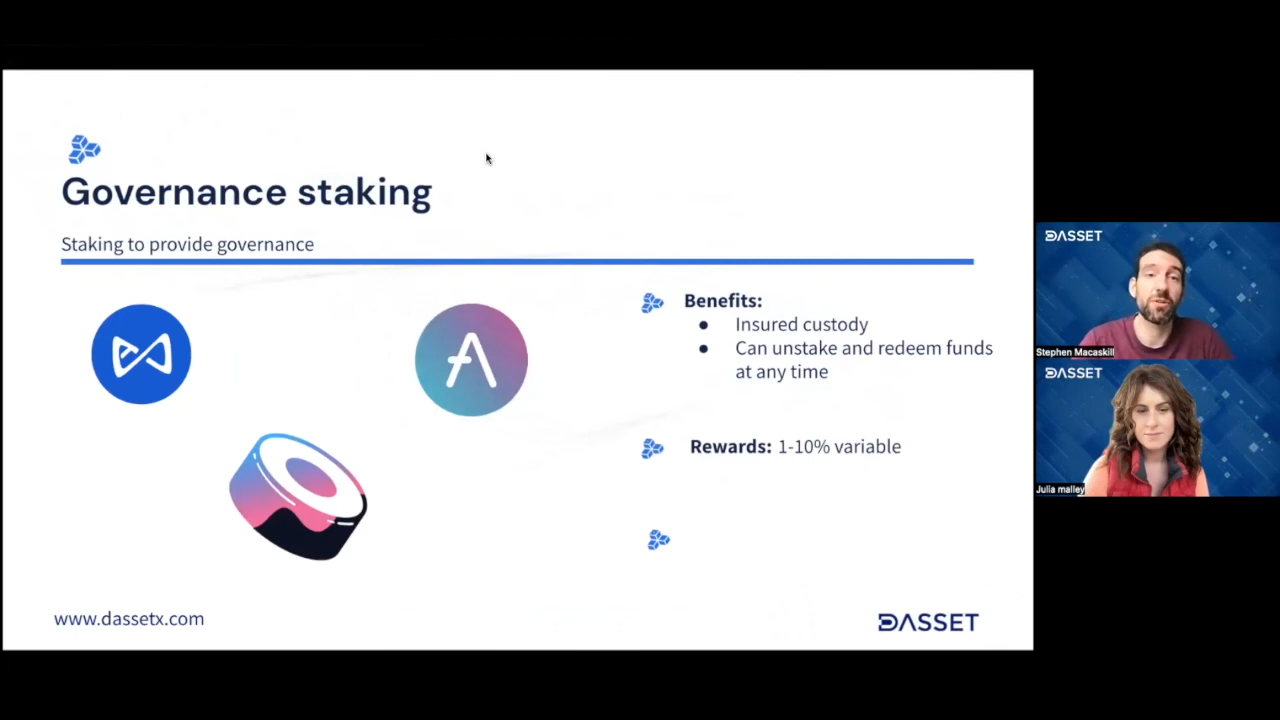 Governance staking
Staking to provide governance
Benefits:
● Insured custody
● Can unstake and redeem funds
at any time
Rewards: 1-10% variable
www.dassetx.com
DASSET
DASSET
Stephen Macaskill
DASSET
Julia malley